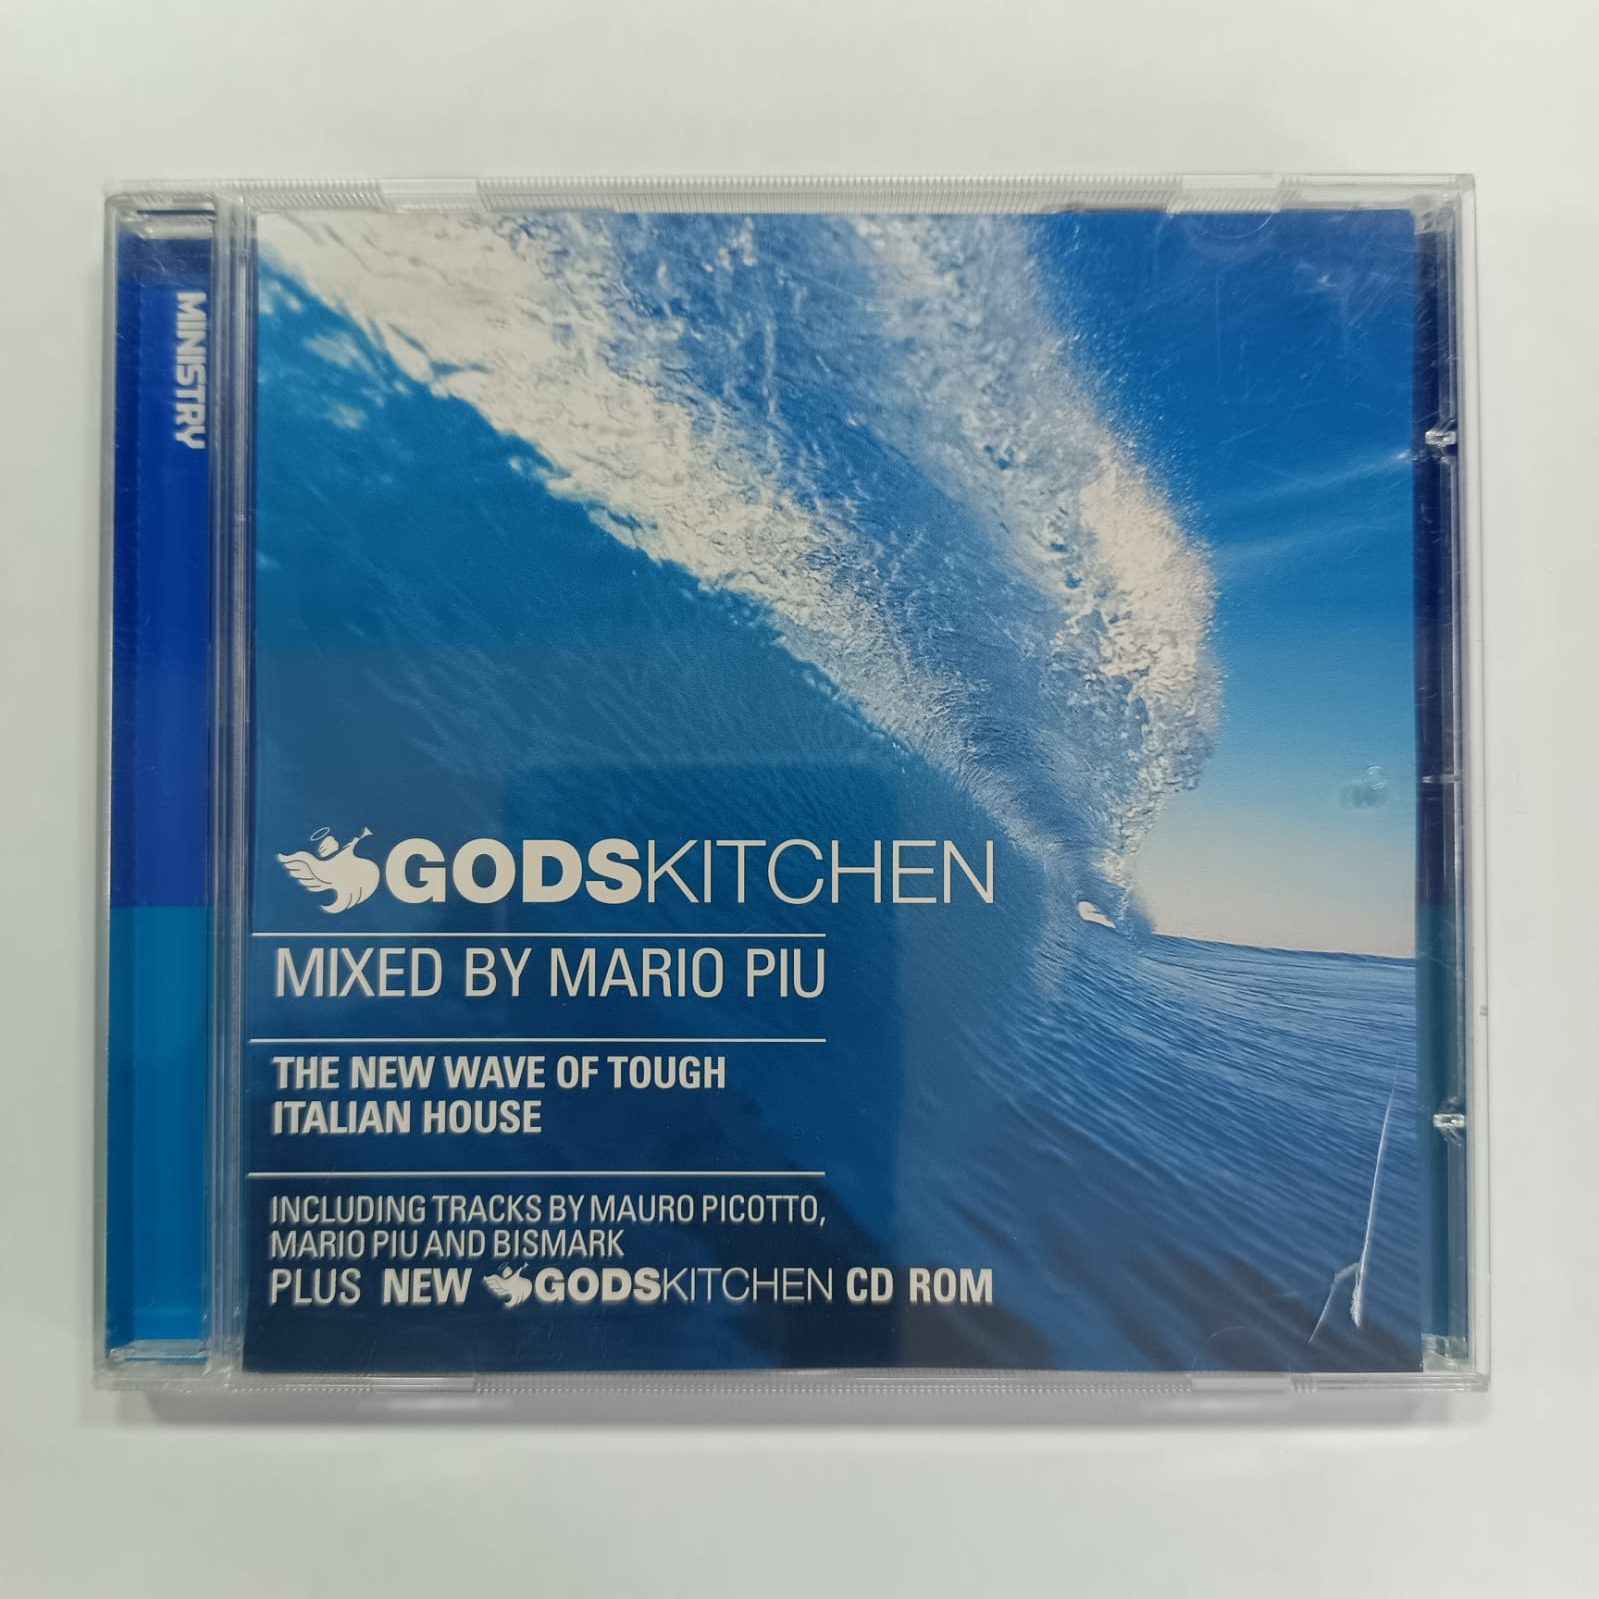 MINISTRY
GODSKITCHEN
MIXED BY MARIO PIU
THE NEW WAVE OF TOUGH
ITALIAN HOUSE
INCLUDING TRACKS BY MAURO PICOTTO,
MARIO PIU AND BISMARK
PLUS NEW GODSKITCHEN CD ROM